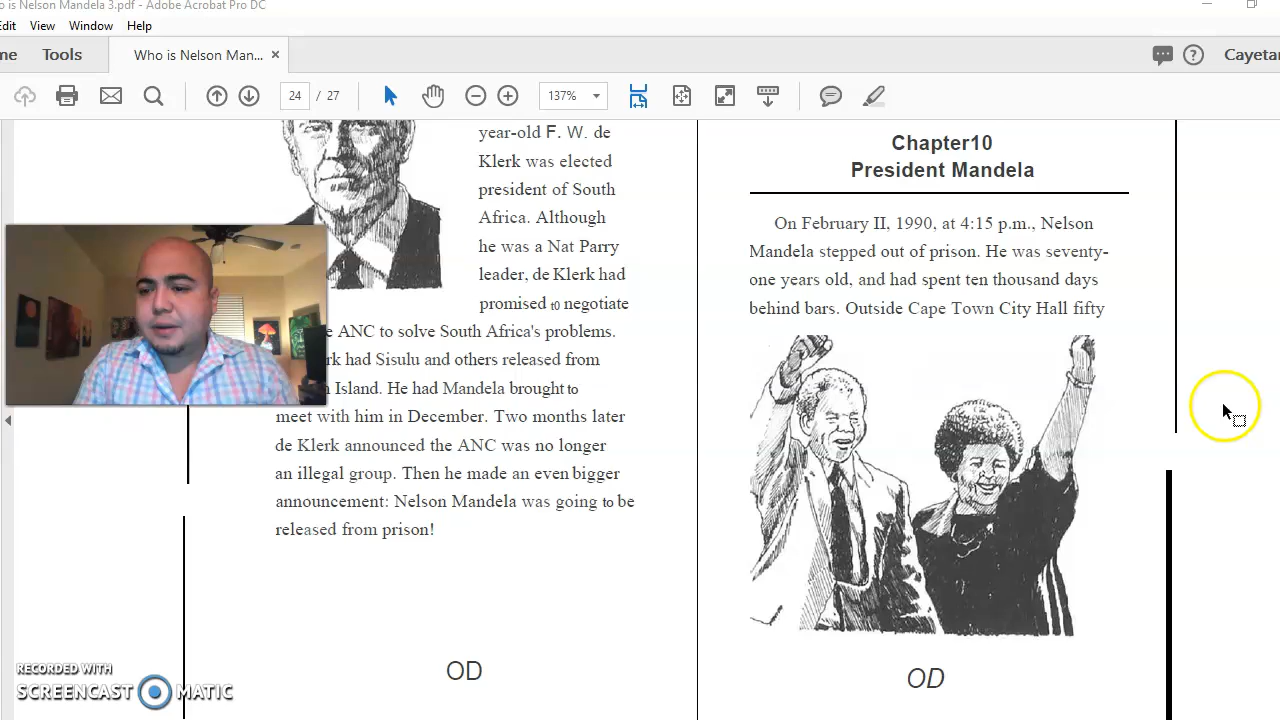 o is Nelson Mandela 3.pdf - Adobe Acrobat Pro DC
Edit View Window Help
me Tools Who is Nelson Man... × Cayetan
24 / 27 137%
year-old F. W. de
Klerk was elected
president of South
Africa. Although
he was a Nat Parry
leader, de Klerk had
promised to negotiate
e ANC to solve South Africa's problems.
rk had Sisulu and others released from
Island. He had Mandela brought to
meet with him in December. Two months later
de Klerk announced the ANC was no longer
an illegal group. Then he made an even bigger
announcement: Nelson Mandela was going to be
released from prison!
OD
Chapter10
President Mandela
On February II, 1990, at 4:15 p.m., Nelson
Mandela stepped out of prison. He was seventy-
one years old, and had spent ten thousand days
behind bars. Outside Cape Town City Hall fifty
OD
RECORDED WITH
SCREENCAST MATIC